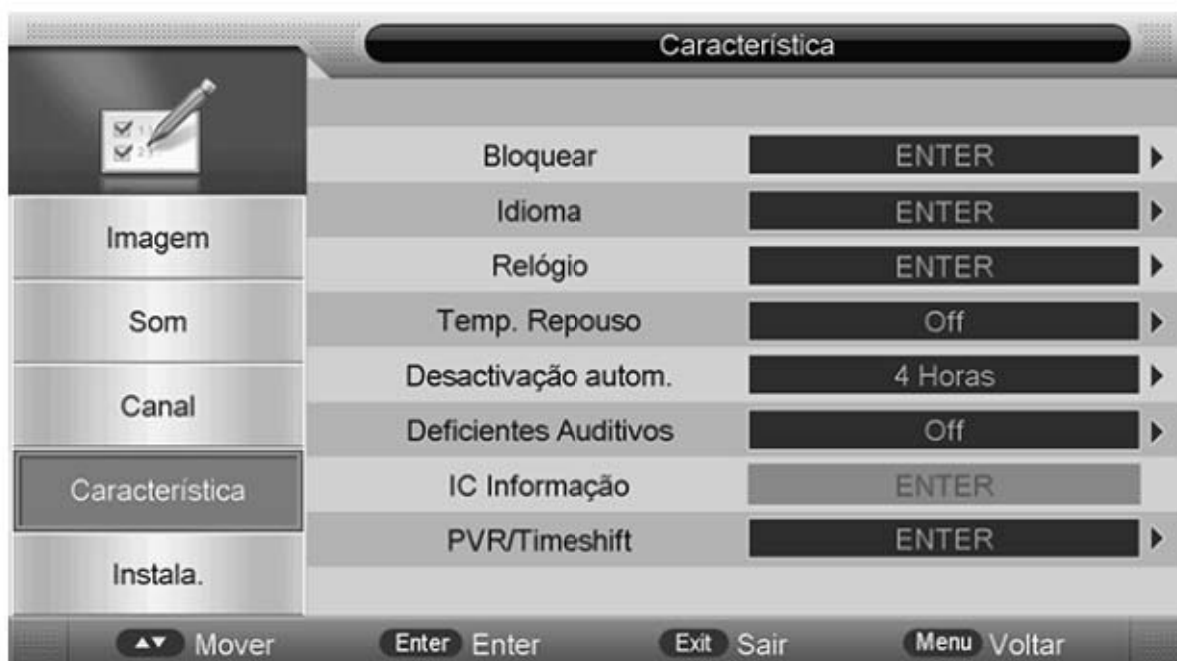 Característica
Imagem
Som
Canal
Característica
Instala.
Bloquear ENTER
Idioma ENTER
Relógio ENTER
Temp. Repouso Off
Desactivação autom. 4 Horas
Deficientes Auditivos Off
IC Informação ENTER
PVR/Timeshift ENTER
Mover Enter Enter Exit Sair Menu Voltar